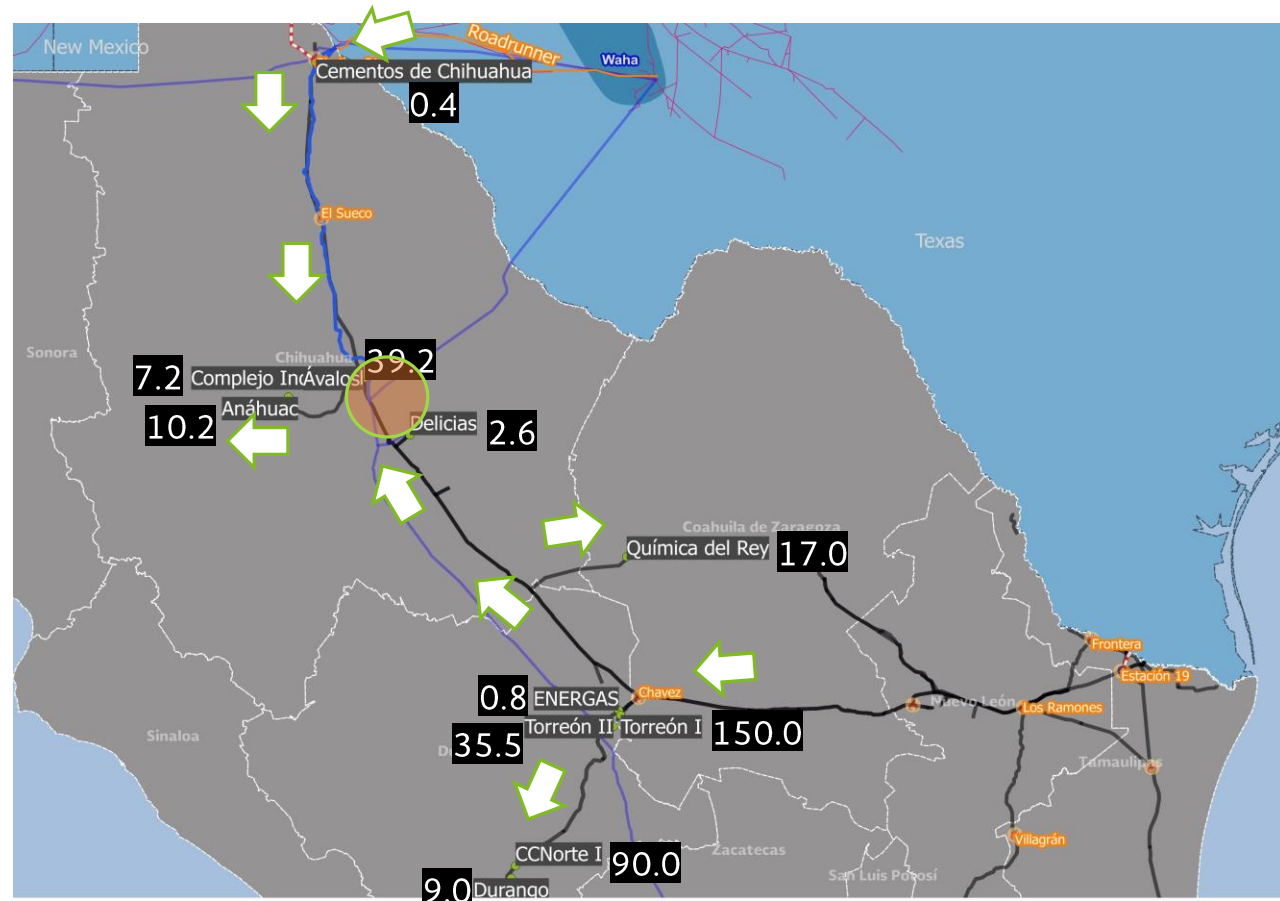 New Mexico
Roadrunner
Waha
Cementos de Chihuahua
0.4
El Sueco
Texas
Sonora
Chihuahua
39.2
7.2
Complejo In
Ávalos
Anáhuac
10.2
Delicias
2.6
Coahuila de Zaragoza
Química del Rey
17.0
Frontera
Estación 19
Chavez
0.8
ENERGAS
Nuevo León
Los Ramones
Torreón II
Torreón I
150.0
35.5
Sinaloa
Tamaulipas
Villagrán
CCNorte I
90.0
Zacatecas
San Luis Potosí
9.0
Durango